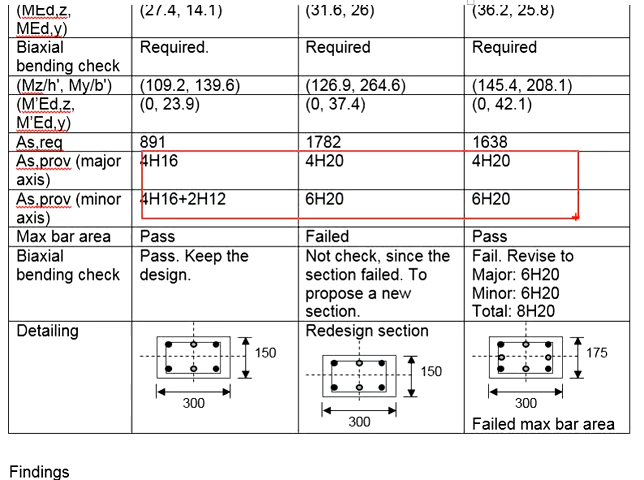 (MEd,z, (27.4, 14.1) (31.6, 26) (36.2, 25.8)
MEd,y)
Biaxial Required. Required Required
bending check
(Mz/h', My/b') (109.2, 139.6) (126.9, 264.6) (145.4, 208.1)
(M'Ed,z, (0, 23.9) (0, 37.4) (0, 42.1)
M'Ed,y)
As,req 891 1782 1638
As,prov (major 4H16 4H20 4H20
axis)
As,prov (minor 4H16+2H12 6H20 6H20
axis)
Max bar area Pass Failed Pass
Biaxial Pass. Keep the Not check, since the Fail. Revise to
bending check design. section failed. To Major: 6H20
propose a new Minor: 6H20
section. Total: 8H20
Detailing Redesign section
150 150 175
300 300 300
Failed max bar area
Findings